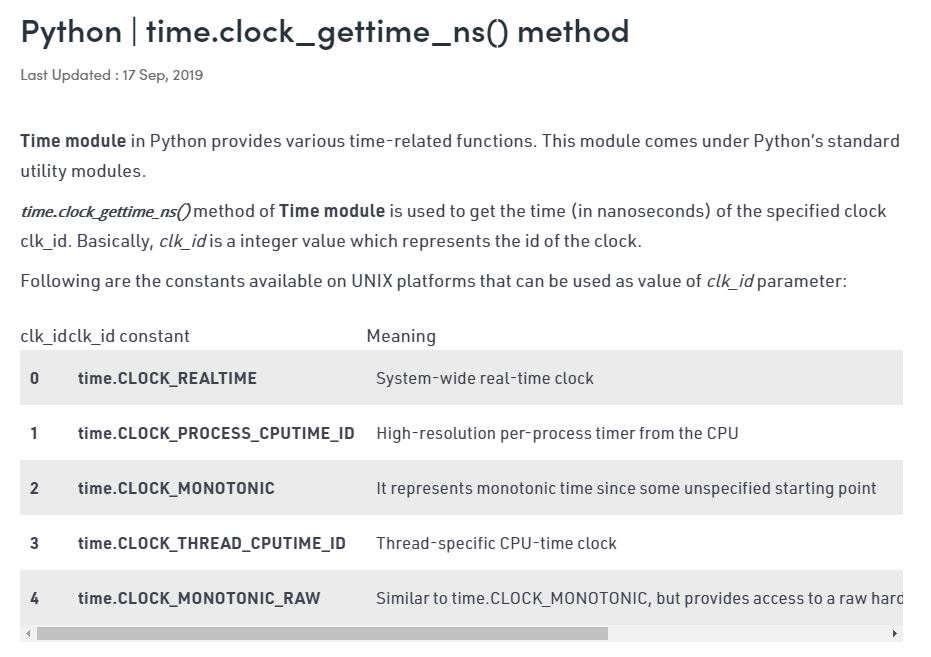 Python | time.clock_gettime_ns() method
Last Updated : 17 Sep, 2019
Time module in Python provides various time-related functions. This module comes under Python's standard
utility modules.
time.clock_gettime_ns() method of Time module is used to get the time (in nanoseconds) of the specified clock
clk_id. Basically, clk_id is a integer value which represents the id of the clock.
Following are the constants available on UNIX platforms that can be used as value of clk_id parameter:
clk_idclk_id constant Meaning
0 time.CLOCK_REALTIME System-wide real-time clock
1 time.CLOCK_PROCESS_CPUTIME_ID High-resolution per-process timer from the CPU
2 time.CLOCK_MONOTONIC It represents monotonic time since some unspecified starting point
3 time.CLOCK_THREAD_CPUTIME_ID Thread-specific CPU-time clock
4 time.CLOCK_MONOTONIC_RAW Similar to time.CLOCK_MONOTONIC, but provides access to a raw hard